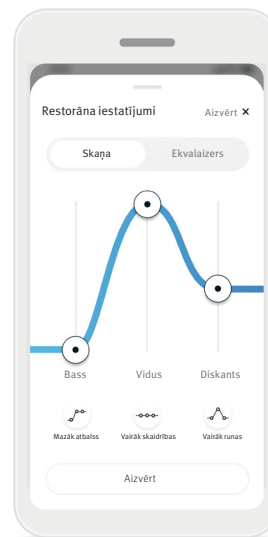 Restorāna iestatījumi
Aizvērt ×
Skaņa
Ekvalaizers
Bass
Vidus
Diskants
Mazāk atbalss
Vairāk skaidrības
Vairāk runas
Aizvērt